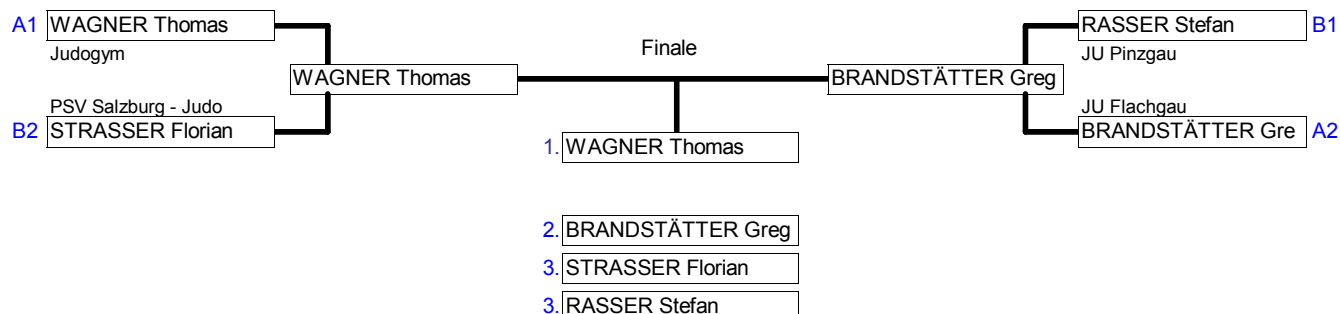 A1 WAGNER Thomas
Judogym
WAGNER Thomas
PSV Salzburg - Judo
B2 STRASSER Florian
Finale
RASSER Stefan B1
JU Pinzgau
BRANDSTÄTTER Greg
JU Flachgau
BRANDSTÄTTER Gre A2
1. WAGNER Thomas
2. BRANDSTÄTTER Greg
3. STRASSER Florian
3. RASSER Stefan